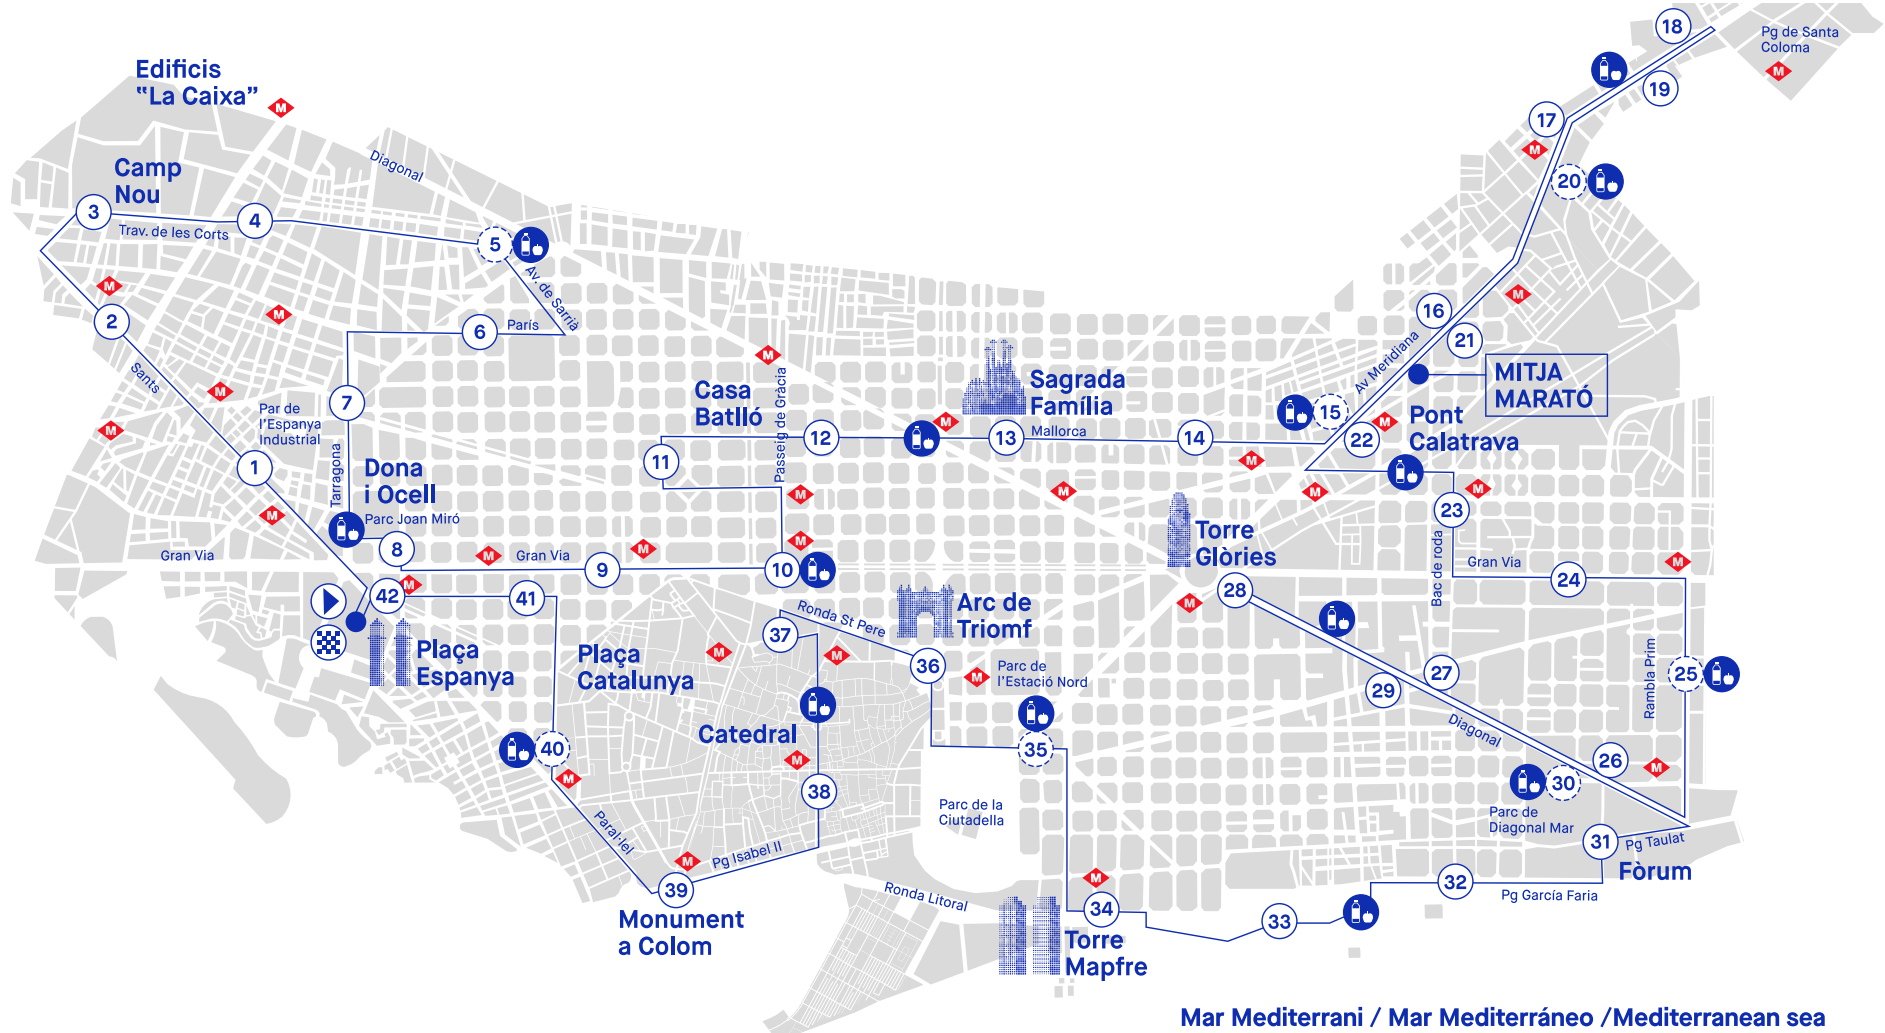 Edificis
"La Caixa"
M
Diagonal
Camp
Nou
3
Trav. de les Corts
4
5
Av. de Sarrià
M
2
M
6
París
Sants
M
7
Par de
l'Espanya
Industrial
M
1
Tarragona
Dona
i Ocell
Parc Joan Miró
M
8
Gran Via
M
Gran Via
9
M
10
M
M
11
Casa
Batlló
M
Passeig de Gràcia
12
M
Sagrada
Família
13
Mallorca
M
14
M
15
M
22
16
21
Av Meridiana
MITJA
MARATÓ
M
Pont
Calatrava
17
M
18
19
Pg de Santa
Coloma
M
20
M
M
23
Bac de roda
Gran Via
24
M
Rambla Prim
25
M
26
27
28
29
Diagonal
30
Parc de
Diagonal Mar
31
Pg Taulat
Fòrum
32
Pg García Faria
33
34
M
Torre
Mapfre
Torre
Glòries
M
35
Parc de
l'Estació Nord
M
36
Arc de
Triomf
Ronda St Pere
37
M
M
Plaça
Catalunya
Catedral
M
38
Parc de la
Ciutadella
Ronda Litoral
Pg Isabel II
M
39
Monument
a Colom
Paral·lel
M
40
41
42
M
Plaça
Espanya
Mar Mediterrani / Mar Mediterráneo /Mediterranean sea